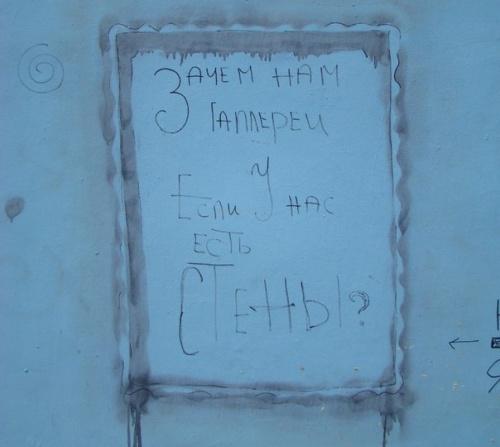 ЗАЧЕМ НАМ
ГАЛЛЕРЕИ
ЕСЛИ У НАС
ЕСТЬ
СТЕНЫ?